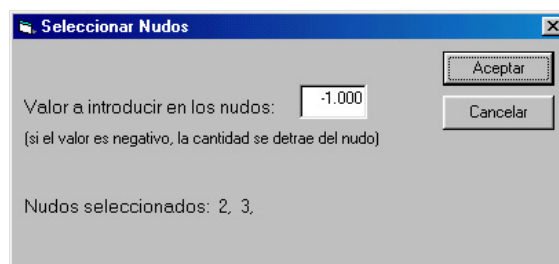 Seleccionar Nudos
Aceptar
Valor a introducir en los nudos: -1.000
Cancelar
(si el valor es negativo, la cantidad se detrae del nudo)
Nudos seleccionados: 2, 3,